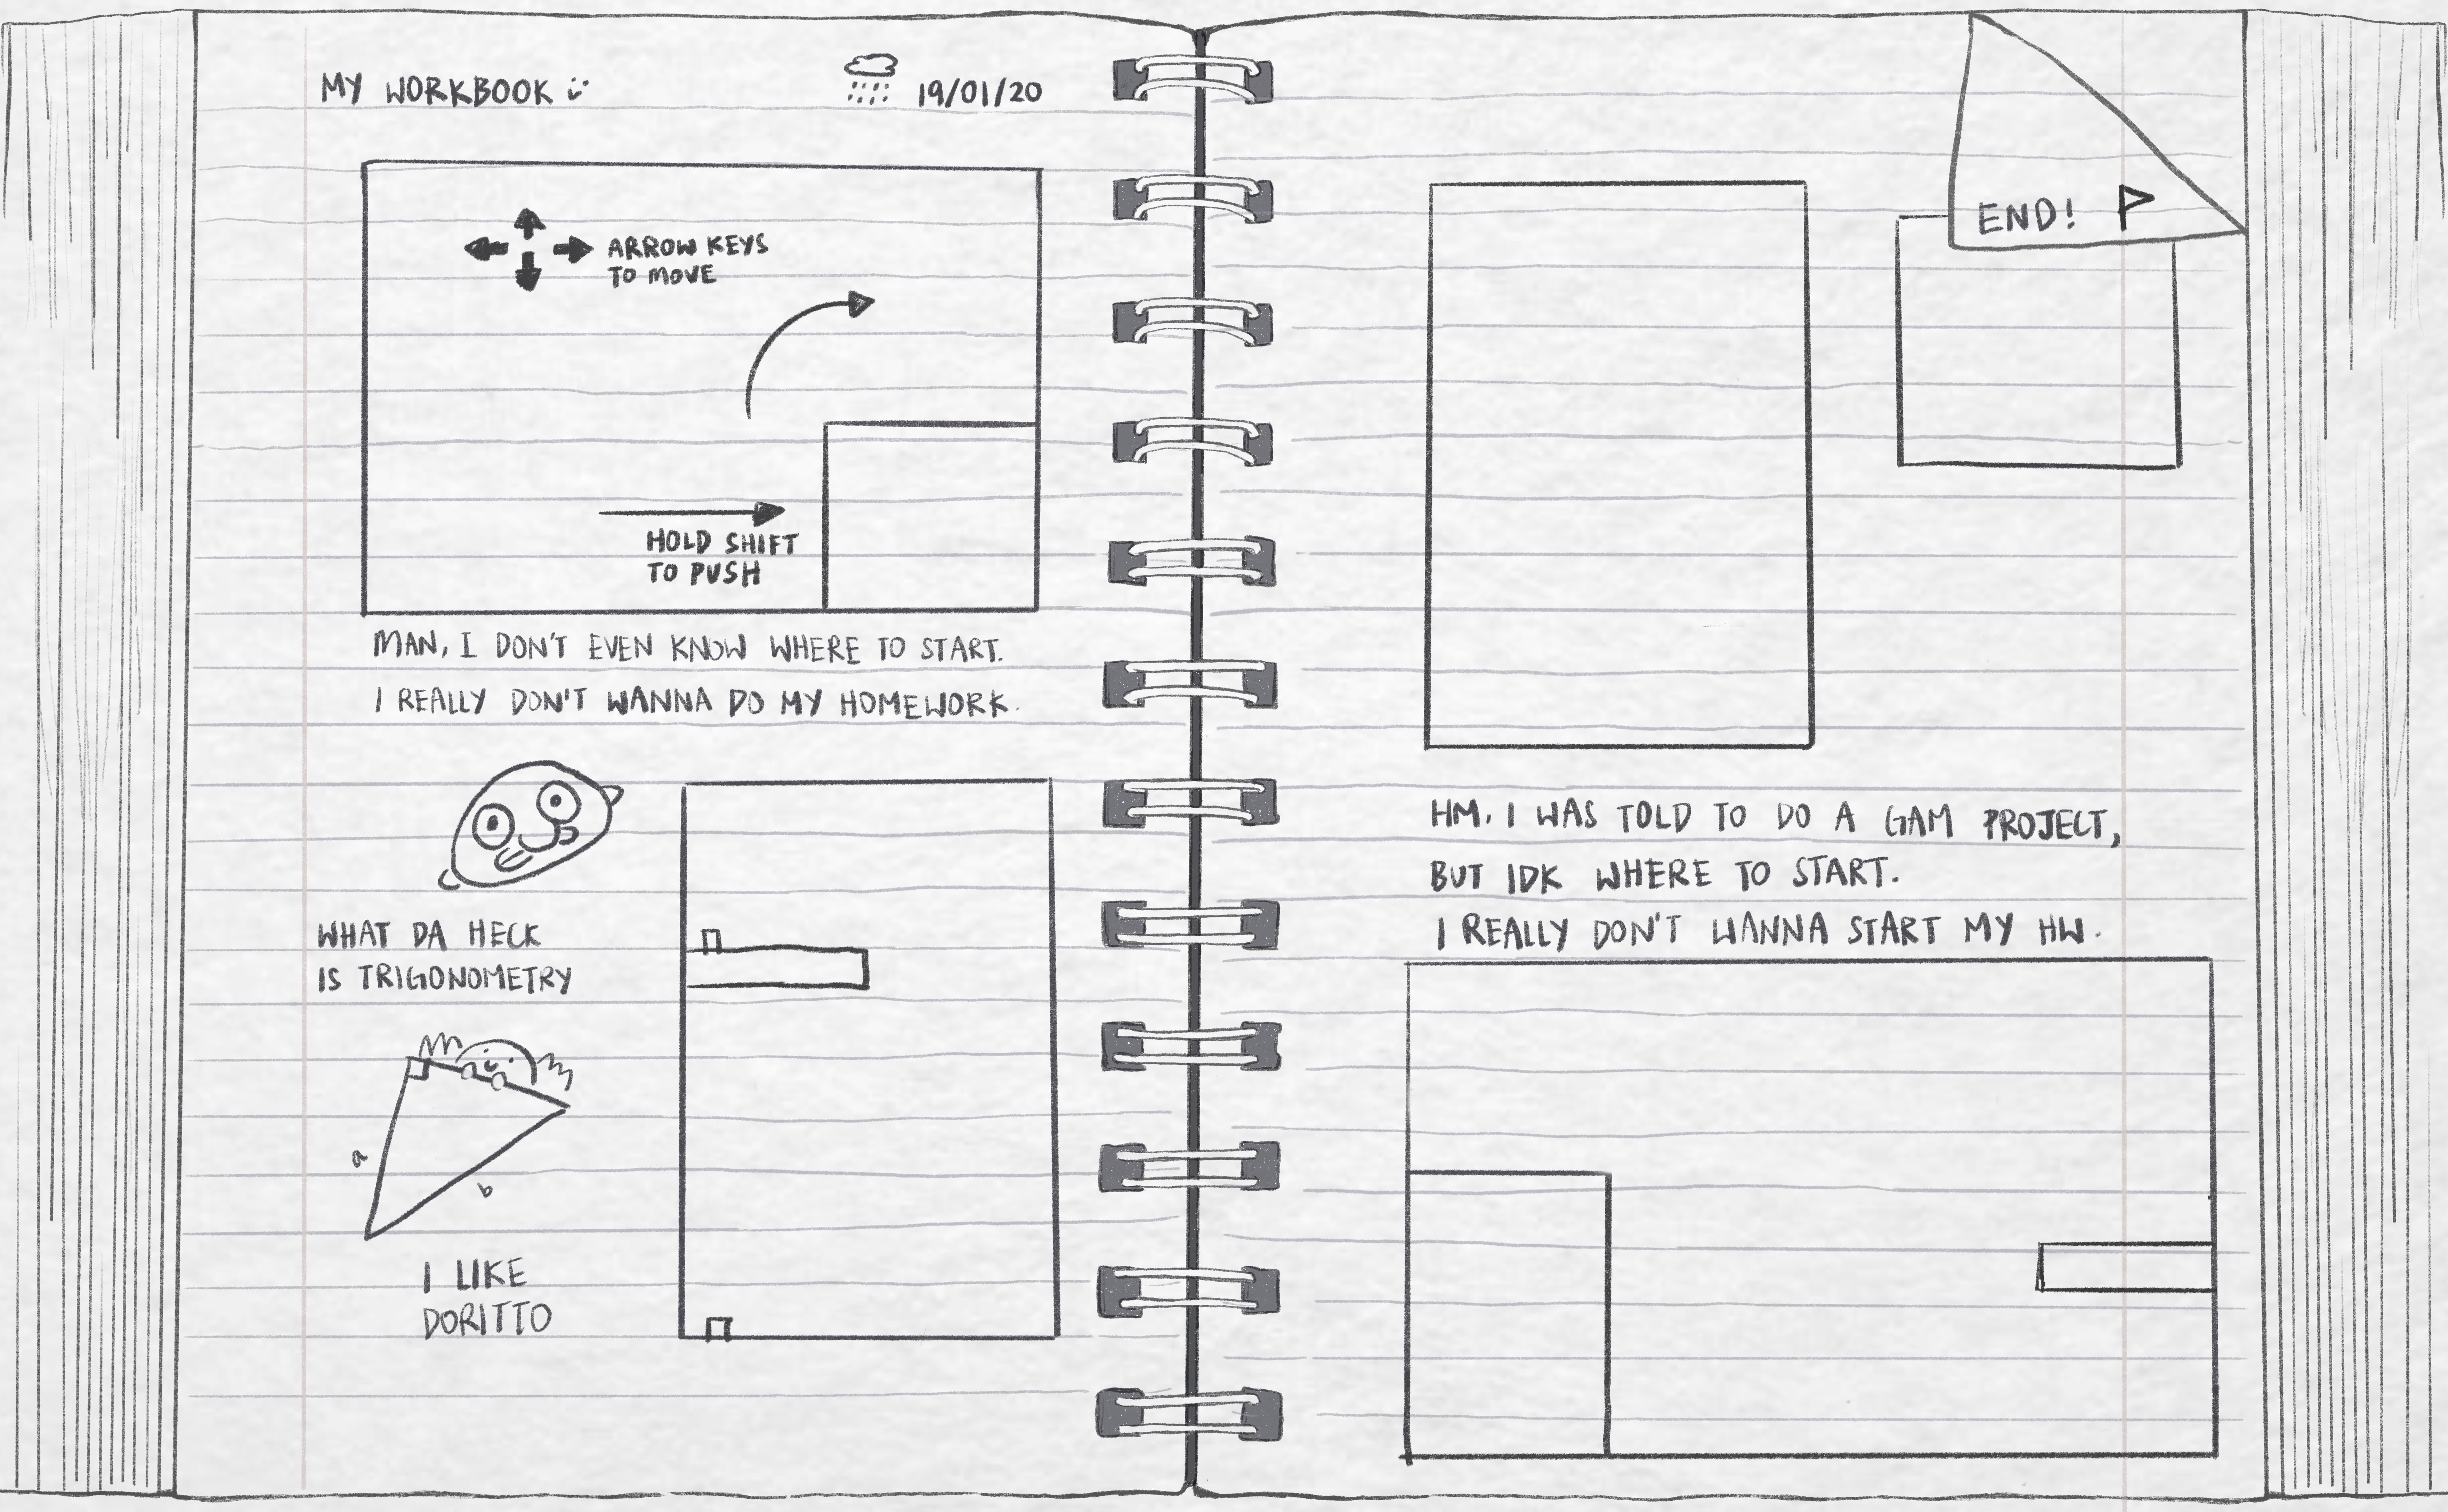 MY WORKBOOK
19/01/20
ARROW KEYS
TO MOVE
HOLD SHIFT
TO PUSH
MAN, I DON'T EVEN KNOW WHERE TO START.
I REALLY DON'T WANNA DO MY HOMEWORK.
WHAT DA HECK
IS TRIGONOMETRY
a
b
I LIKE
DORITTO
END!
HM. I WAS TOLD TO DO A GAM PROJECT,
BUT IDK WHERE TO START.
I REALLY DON'T WANNA START MY HW.